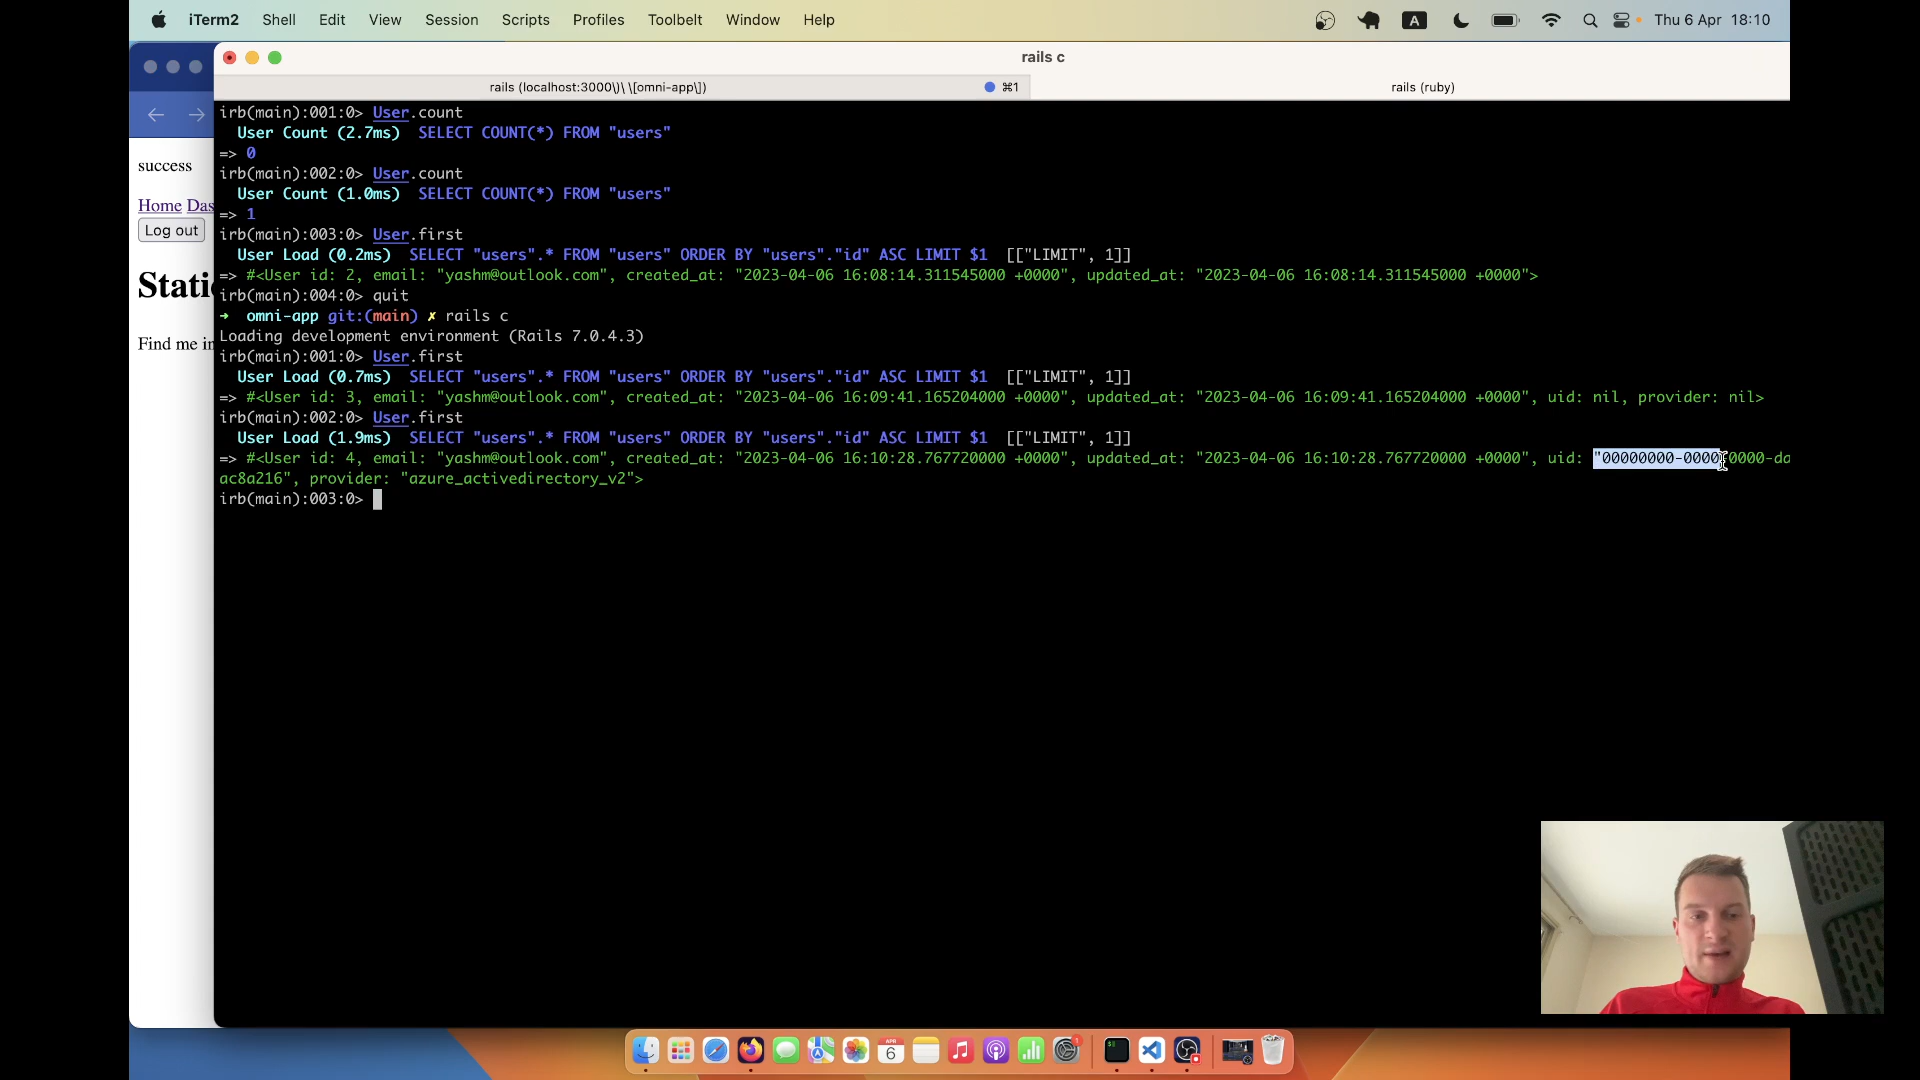 iTerm2 Shell Edit View Session Scripts Profiles Toolbelt Window Help A Thu 6 Apr 18:10
rails c
rails (localhost:3000\)\ \[omni-app\]) ⌘1 rails (ruby)
success
Home Das
Log out
Stati
Find me in
irb(main):001:0> User.count
User Count (2.7ms) SELECT COUNT(*) FROM "users"
=> 0
irb(main):002:0> User.count
User Count (1.0ms) SELECT COUNT(*) FROM "users"
=> 1
irb(main):003:0> User.first
User Load (0.2ms) SELECT "users".* FROM "users" ORDER BY "users"."id" ASC LIMIT $1 [["LIMIT", 1]]
=> #<User id: 2, email: "yashm@outlook.com", created_at: "2023-04-06 16:08:14.311545000 +0000", updated_at: "2023-04-06 16:08:14.311545000 +0000">
irb(main):004:0> quit
➜ omni-app git:(main) ✗ rails c
Loading development environment (Rails 7.0.4.3)
irb(main):001:0> User.first
User Load (0.7ms) SELECT "users".* FROM "users" ORDER BY "users"."id" ASC LIMIT $1 [["LIMIT", 1]]
=> #<User id: 3, email: "yashm@outlook.com", created_at: "2023-04-06 16:09:41.165204000 +0000", updated_at: "2023-04-06 16:09:41.165204000 +0000", uid: nil, provider: nil>
irb(main):002:0> User.first
User Load (1.9ms) SELECT "users".* FROM "users" ORDER BY "users"."id" ASC LIMIT $1 [["LIMIT", 1]]
=> #<User id: 4, email: "yashm@outlook.com", created_at: "2023-04-06 16:10:28.767720000 +0000", updated_at: "2023-04-06 16:10:28.767720000 +0000", uid: "00000000-0000-0000-da
ac8a216", provider: "azure_activedirectory_v2">
irb(main):003:0>
APR
6